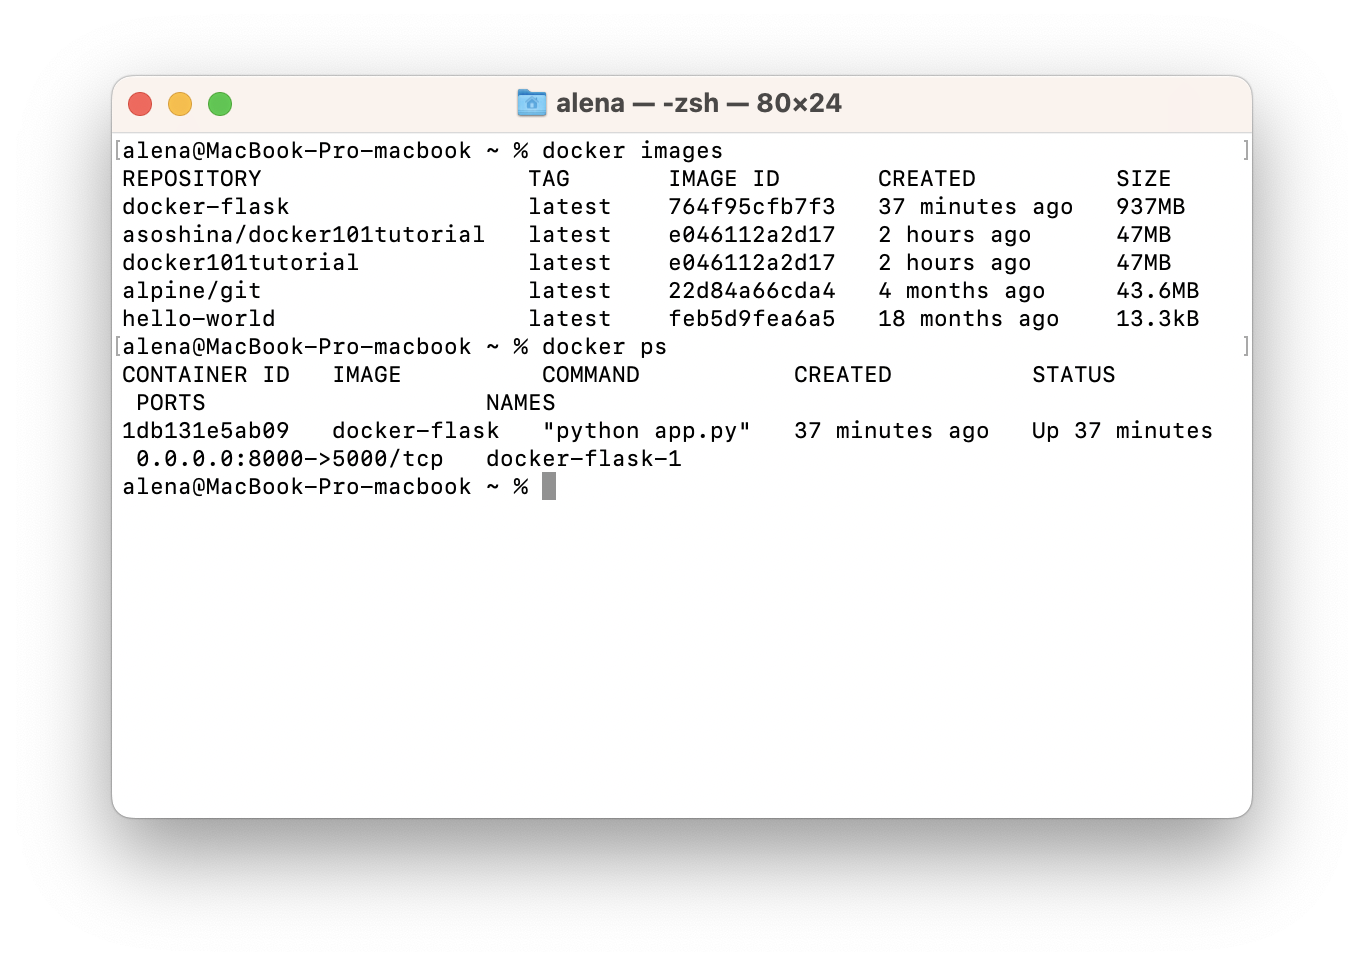 alena — -zsh — 80×24
[alena@MacBook-Pro-macbook ~ % docker images ]
REPOSITORY                   TAG       IMAGE ID       CREATED          SIZE
docker-flask                 latest    764f95cfb7f3   37 minutes ago   937MB
asoshina/docker101tutorial   latest    e046112a2d17   2 hours ago      47MB
docker101tutorial            latest    e046112a2d17   2 hours ago      47MB
alpine/git                   latest    22d84a66cda4   4 months ago     43.6MB
hello-world                  latest    feb5d9fea6a5   18 months ago    13.3kB
[alena@MacBook-Pro-macbook ~ % docker ps ]
CONTAINER ID   IMAGE          COMMAND           CREATED          STATUS
 PORTS                    NAMES
1db131e5ab09   docker-flask   "python app.py"   37 minutes ago   Up 37 minutes
 0.0.0.0:8000->5000/tcp   docker-flask-1
alena@MacBook-Pro-macbook ~ %